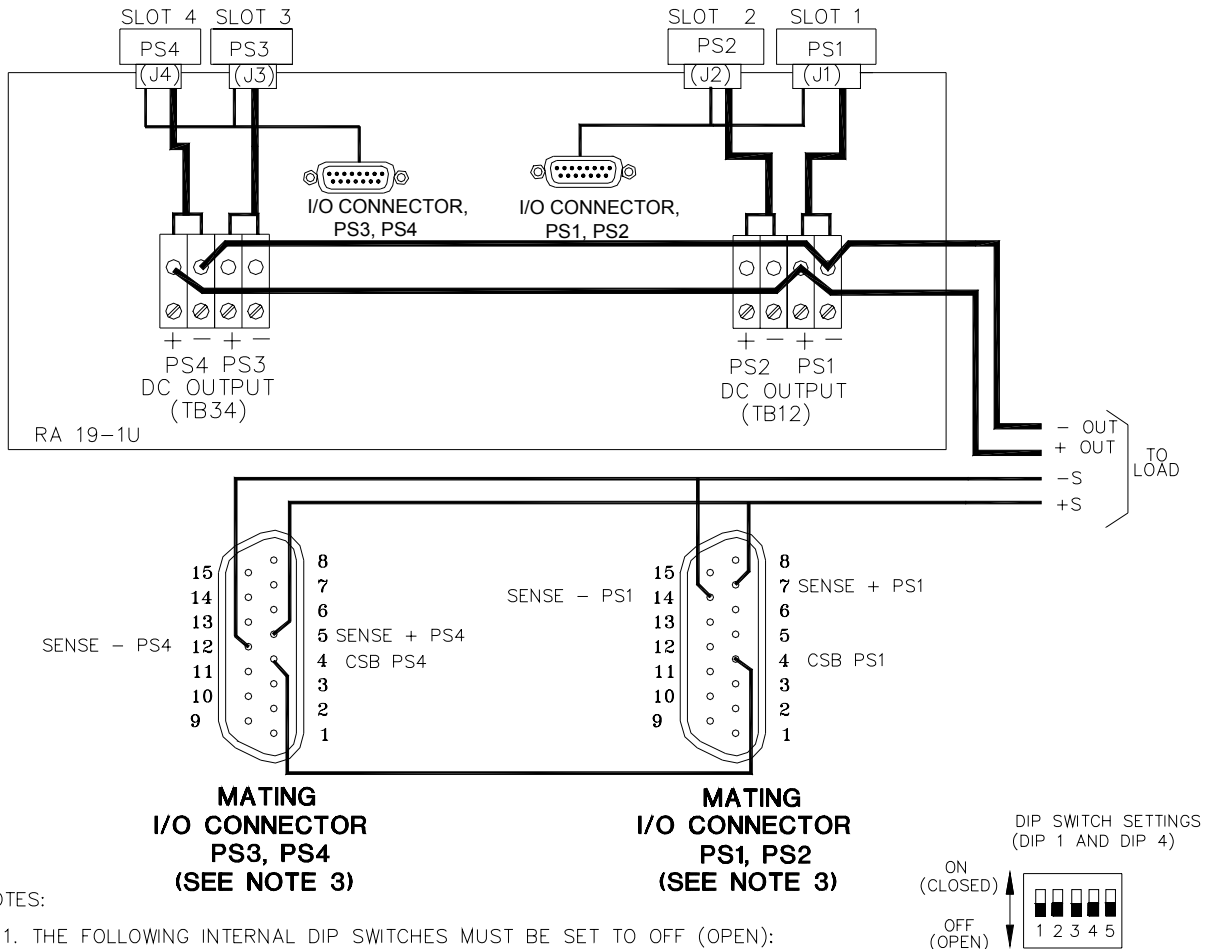 SLOT 4 SLOT 3 SLOT 2 SLOT 1
PS4 PS3 PS2 PS1
(J4) (J3) (J2) (J1)
I/O CONNECTOR,
PS3, PS4
I/O CONNECTOR,
PS1, PS2
+ − + −
PS4 PS3
DC OUTPUT
(TB34)
+ − + −
PS2 PS1
DC OUTPUT
(TB12)
RA 19-1U
− OUT
+ OUT
−S
+S
TO
LOAD
15
14
13
SENSE − PS4 12
11
10
9
8
7
6
5 SENSE + PS4
4 CSB PS4
3
2
1
15
SENSE − PS1 14
13
12
11
10
9
8
7 SENSE + PS1
6
5
4 CSB PS1
3
2
1
MATING
I/O CONNECTOR
PS3, PS4
(SEE NOTE 3)
MATING
I/O CONNECTOR
PS1, PS2
(SEE NOTE 3)
DIP SWITCH SETTINGS
(DIP 1 AND DIP 4)
ON
(CLOSED)
OFF
(OPEN)
1 2 3 4 5
OTES:
1. THE FOLLOWING INTERNAL DIP SWITCHES MUST BE SET TO OFF (OPEN):